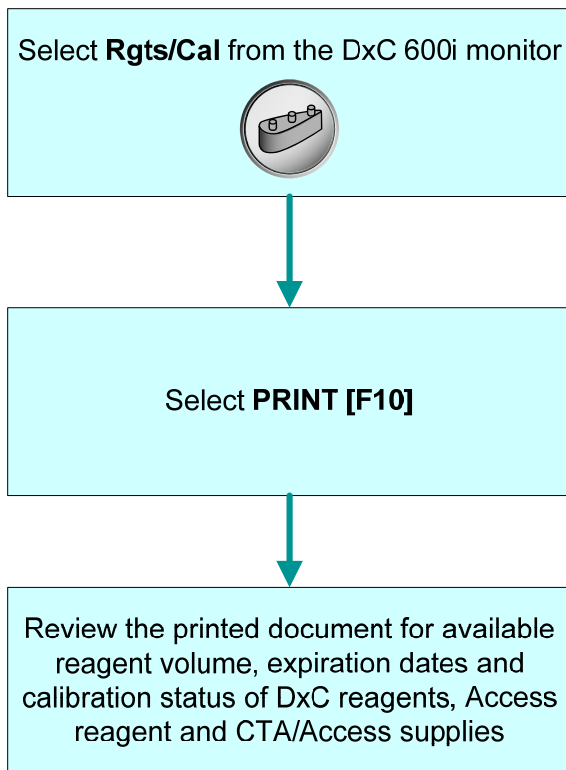 Select Rgts/Cal from the DxC 600i monitor
Select PRINT [F10]
Review the printed document for available
reagent volume, expiration dates and
calibration status of DxC reagents, Access
reagent and CTA/Access supplies